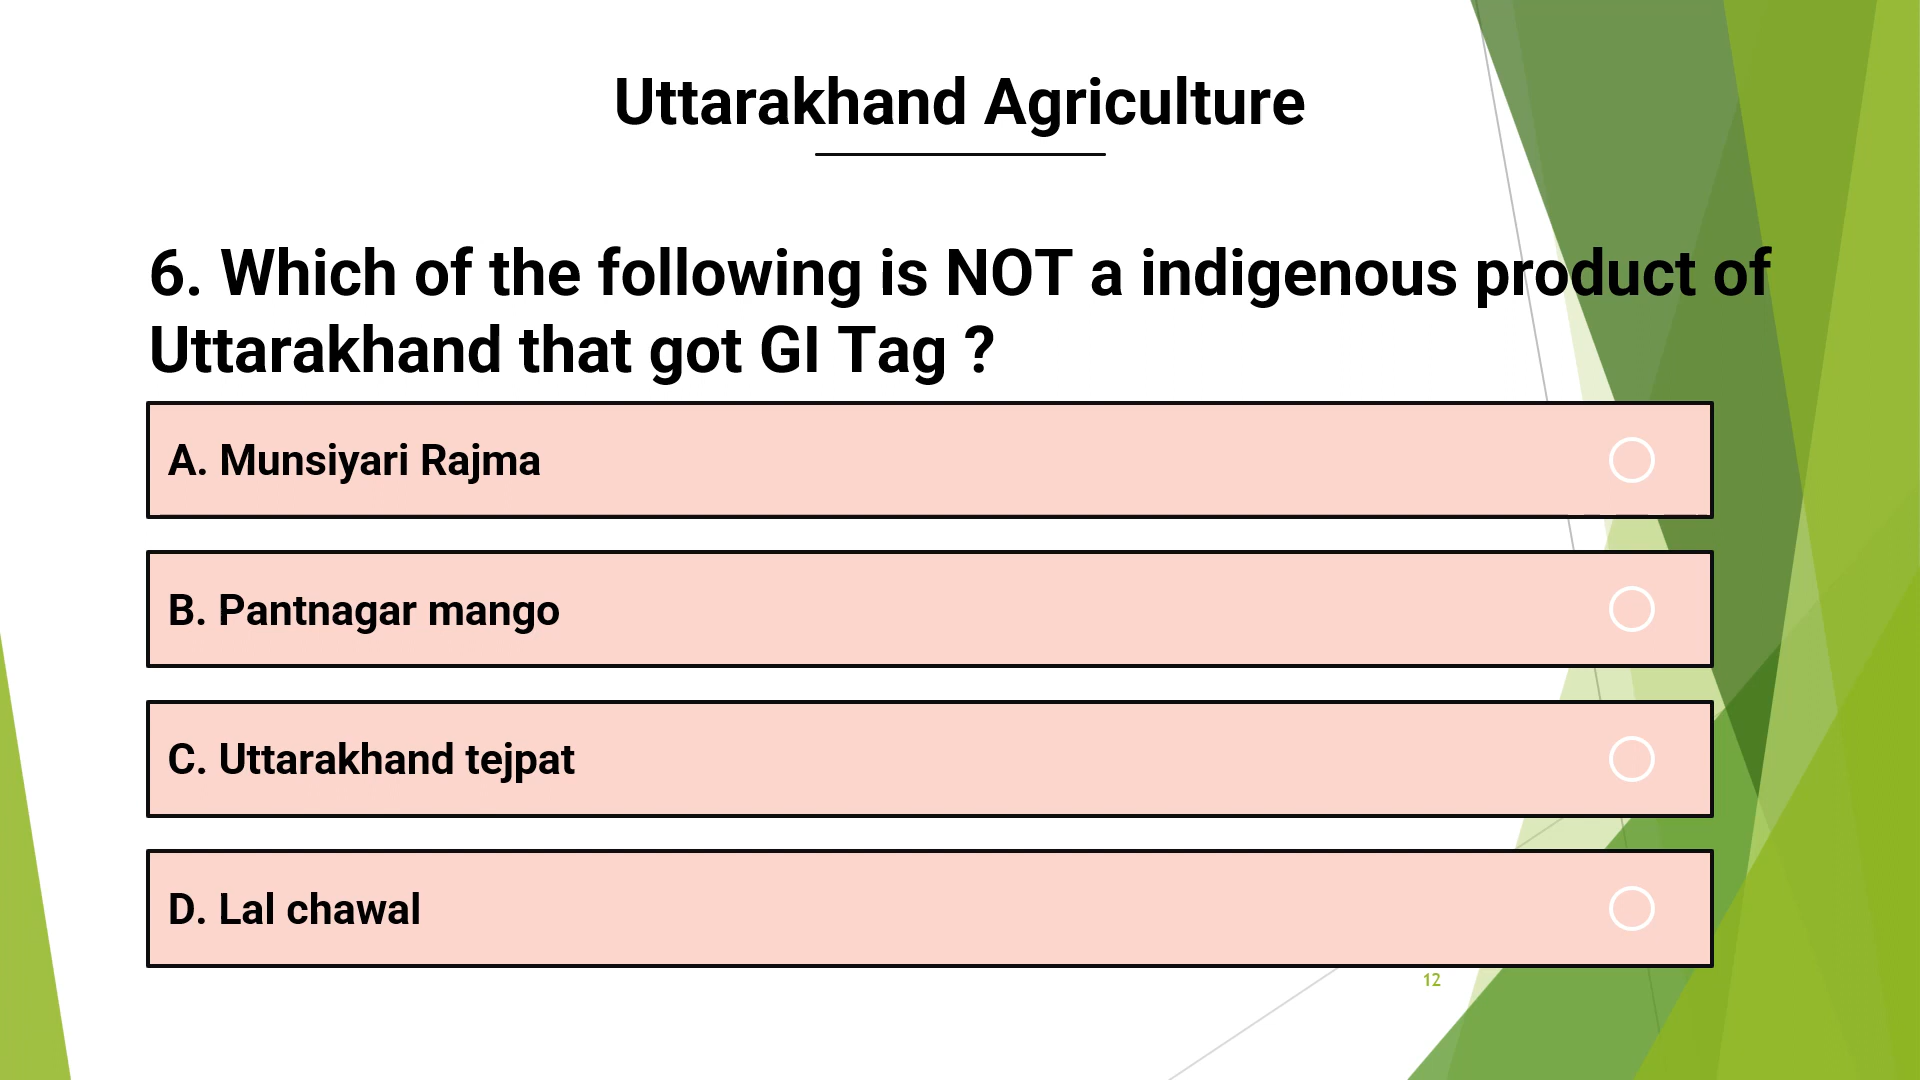 Uttarakhand Agriculture
6. Which of the following is NOT a indigenous product of
Uttarakhand that got GI Tag ?
A. Munsiyari Rajma
B. Pantnagar mango
C. Uttarakhand tejpat
D. Lal chawal
12